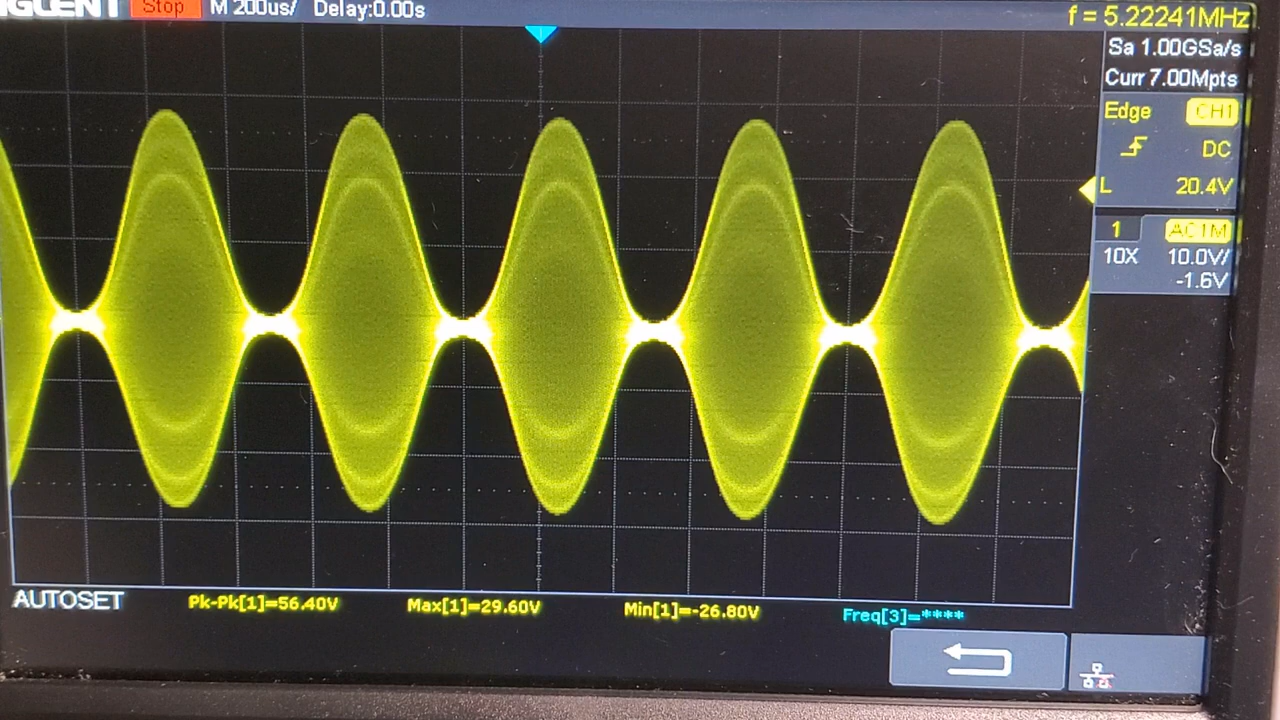 SIGLENT Stop M 200us/ Delay:0.00s
f = 5.22241MHz
Sa 1.00GSa/s
Curr 7.00Mpts
Edge CH1
DC
L 20.4V
1 AC1M
10X 10.0V/
-1.6V
AUTOSET Pk-Pk[1]=56.40V Max[1]=29.60V Min[1]=-26.80V Freq[3]=****